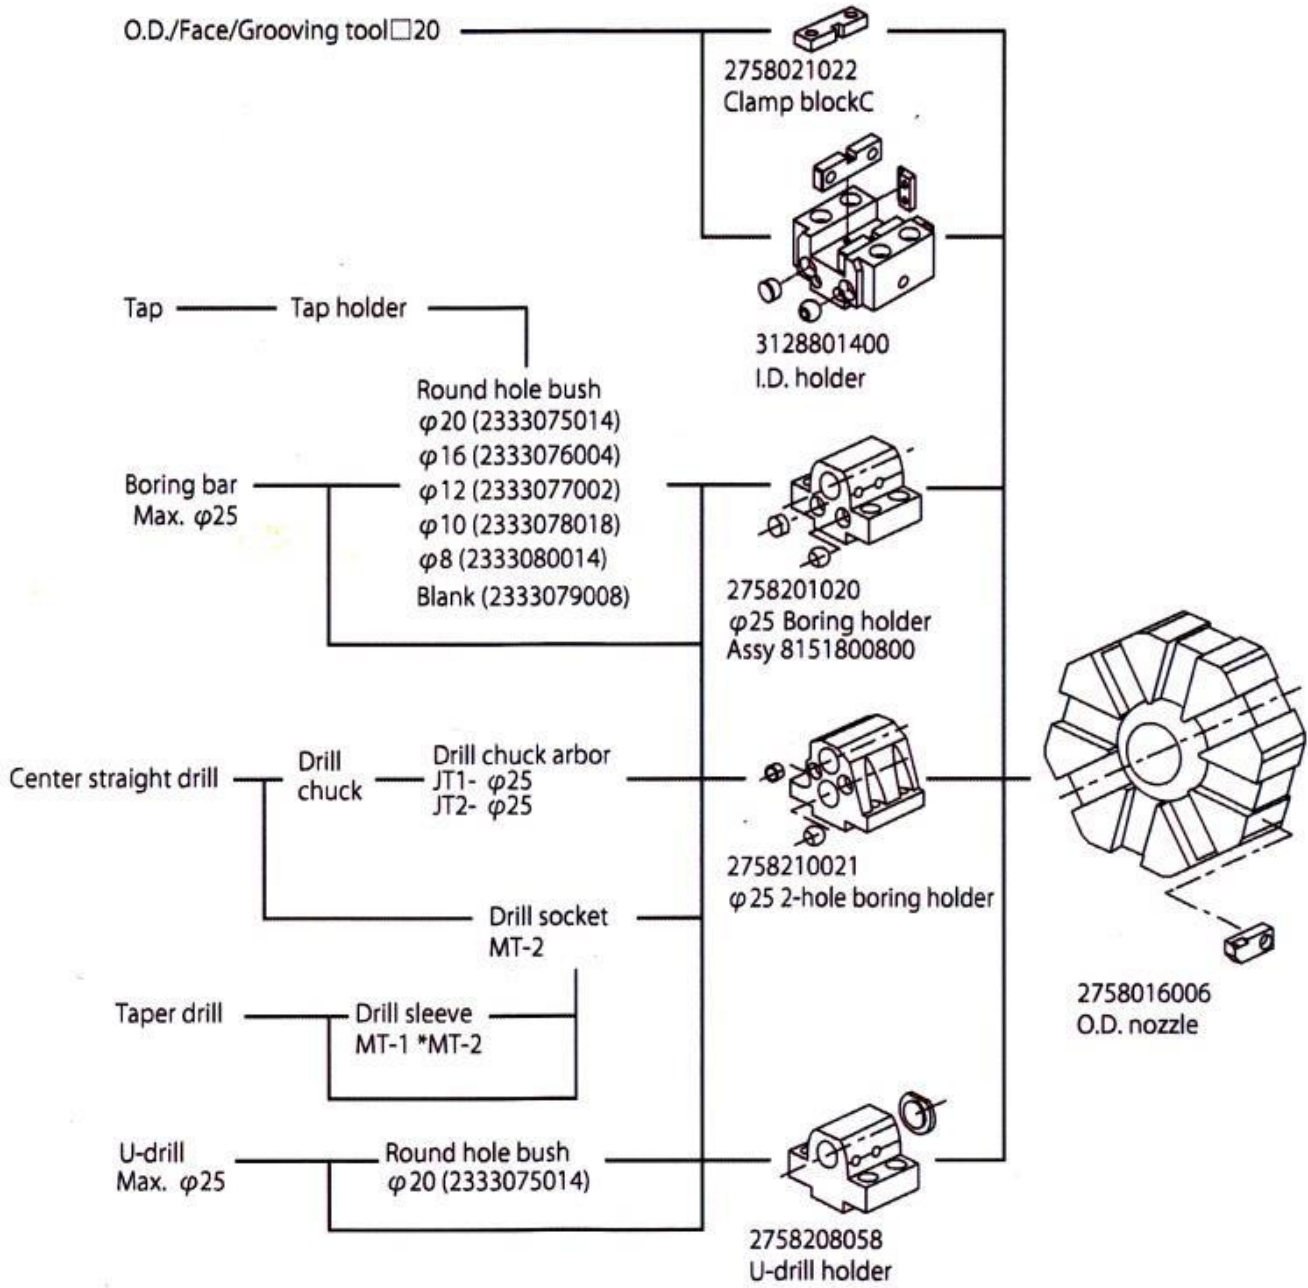 O.D./Face/Grooving tool□20
2758021022
Clamp blockC
3128801400
I.D. holder
Tap
Tap holder
Round hole bush
φ20 (2333075014)
φ16 (2333076004)
φ12 (2333077002)
φ10 (2333078018)
φ8 (2333080014)
Blank (2333079008)
Boring bar
Max. φ25
2758201020
φ25 Boring holder
Assy 8151800800
Center straight drill
Drill
chuck
Drill chuck arbor
JT1- φ25
JT2- φ25
2758210021
φ25 2-hole boring holder
Drill socket
MT-2
Taper drill
Drill sleeve
MT-1 *MT-2
2758016006
O.D. nozzle
U-drill
Max. φ25
Round hole bush
φ20 (2333075014)
2758208058
U-drill holder